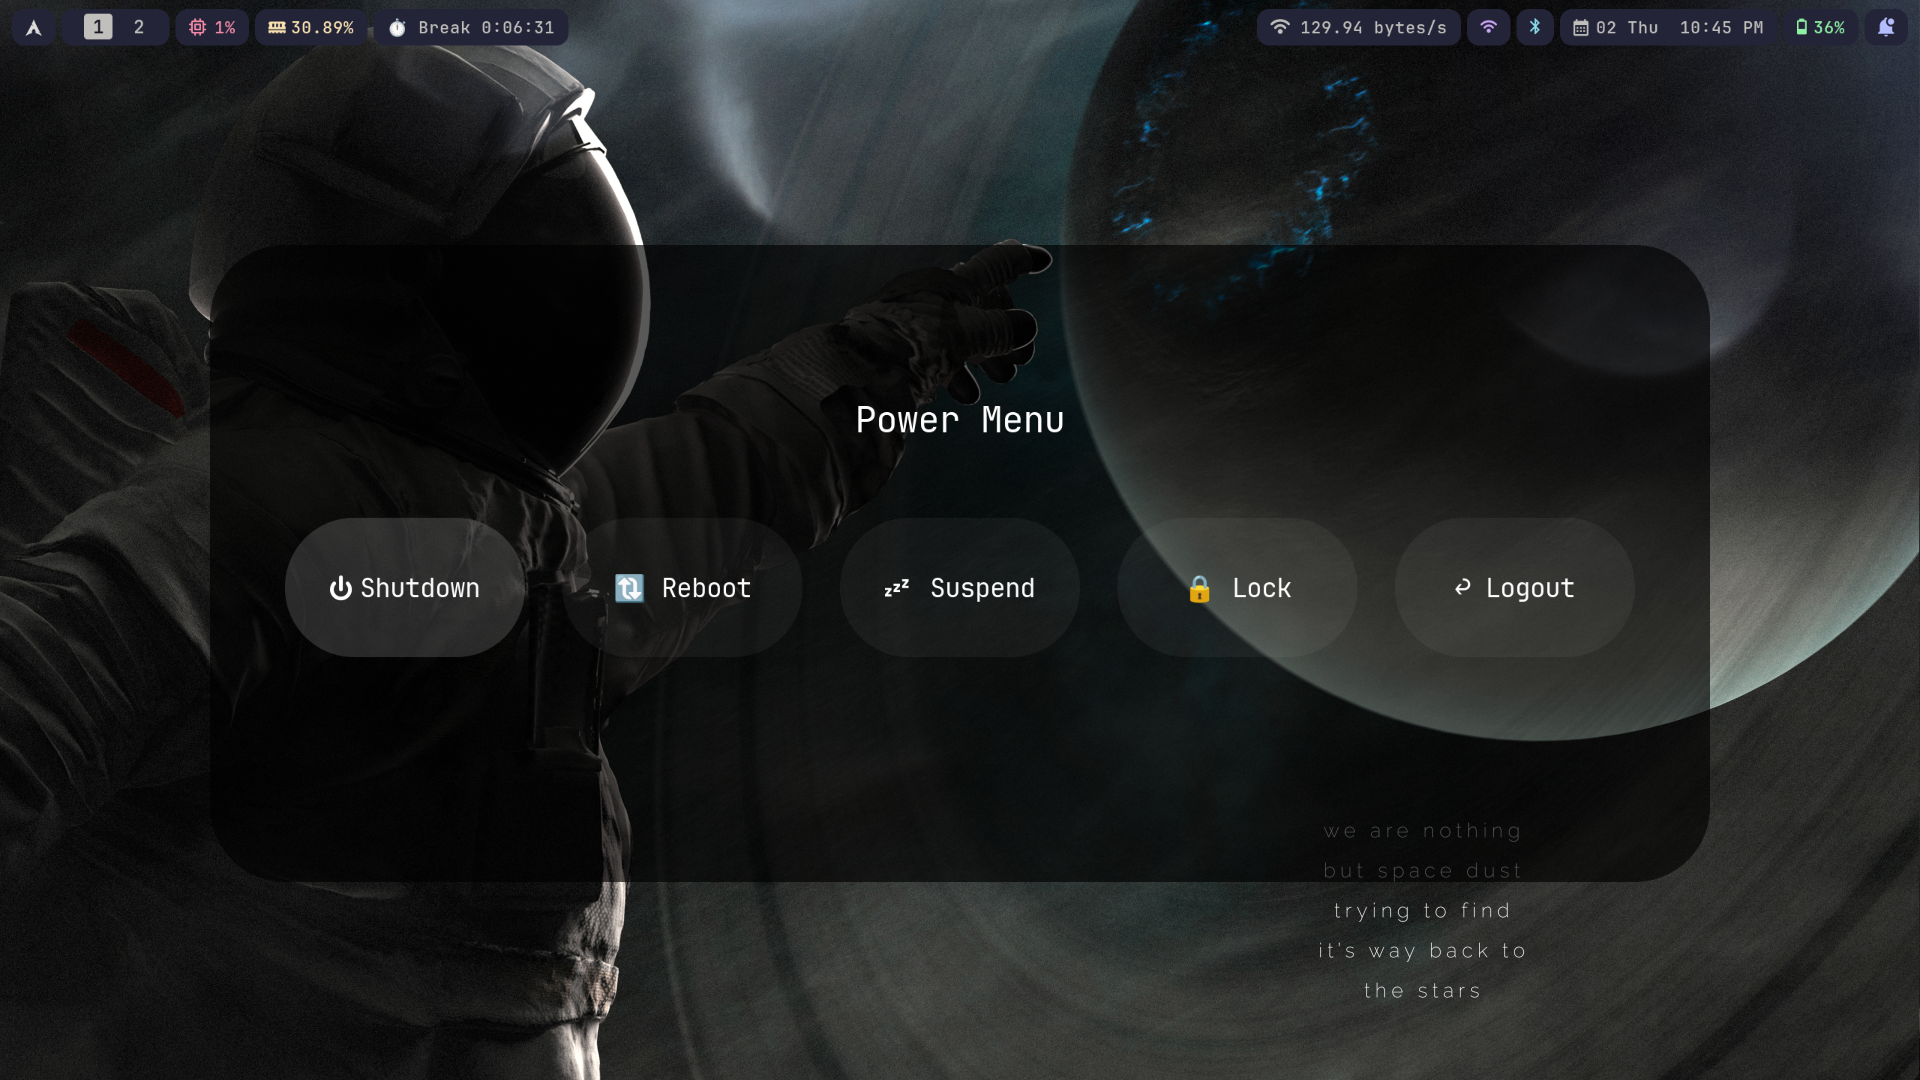 1 2 1% 30.89% Break 0:06:31 129.94 bytes/s 02 Thu 10:45 PM 36%
Power Menu
Shutdown Reboot Suspend Lock Logout
we are nothing
but space dust
trying to find
it's way back to
the stars